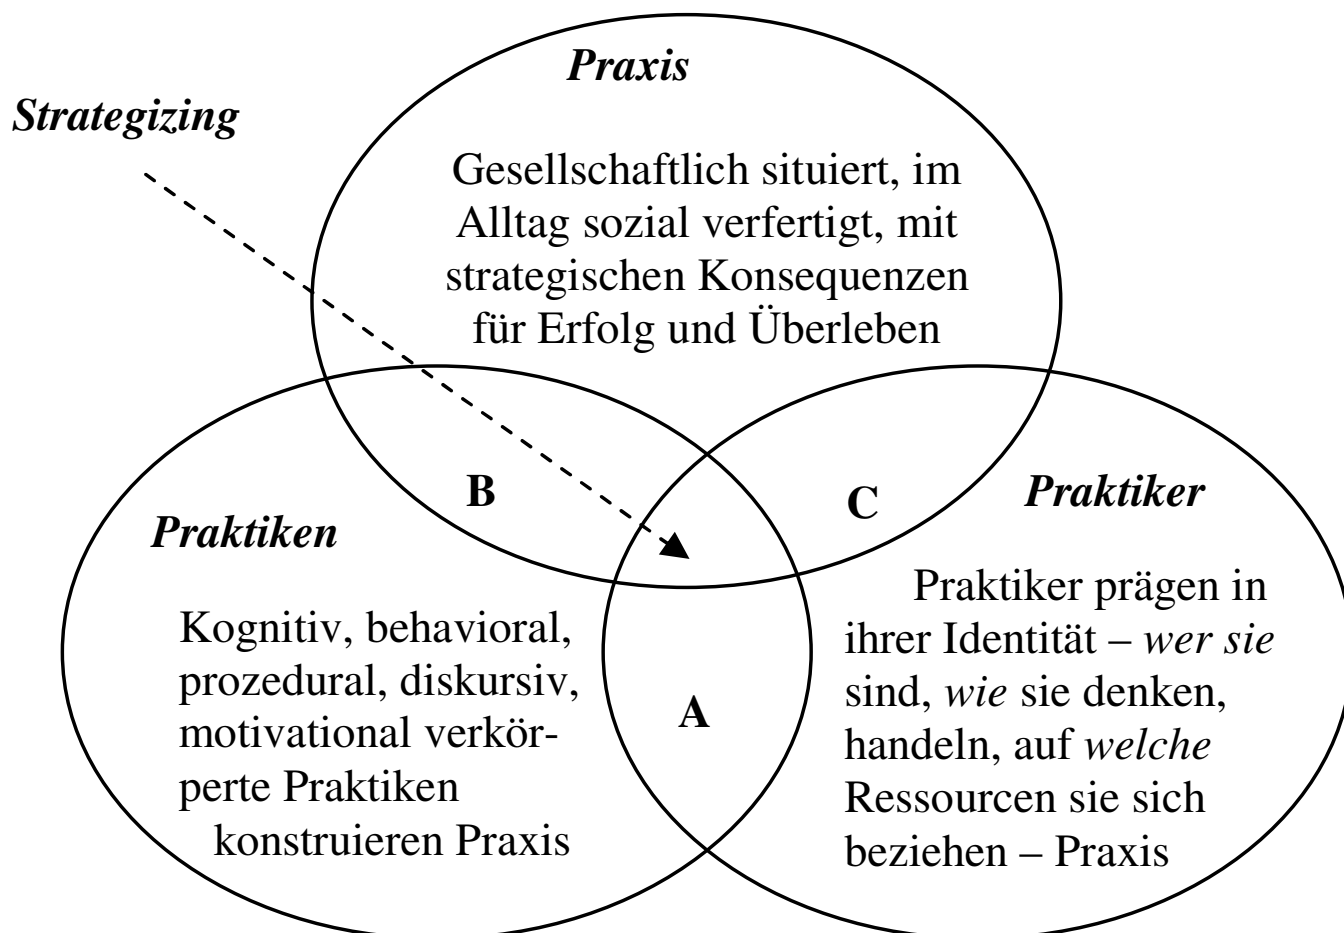 Praxis
Strategizing
Gesellschaftlich situiert, im
Alltag sozial verfertigt, mit
strategischen Konsequenzen
für Erfolg und Überleben
B
C
Praktiken
Kognitiv, behavioral,
prozedural, diskursiv,
motivational verkör-
perte Praktiken
konstruieren Praxis
A
Praktiker
Praktiker prägen in
ihrer Identität – wer sie
sind, wie sie denken,
handeln, auf welche
Ressourcen sie sich
beziehen – Praxis